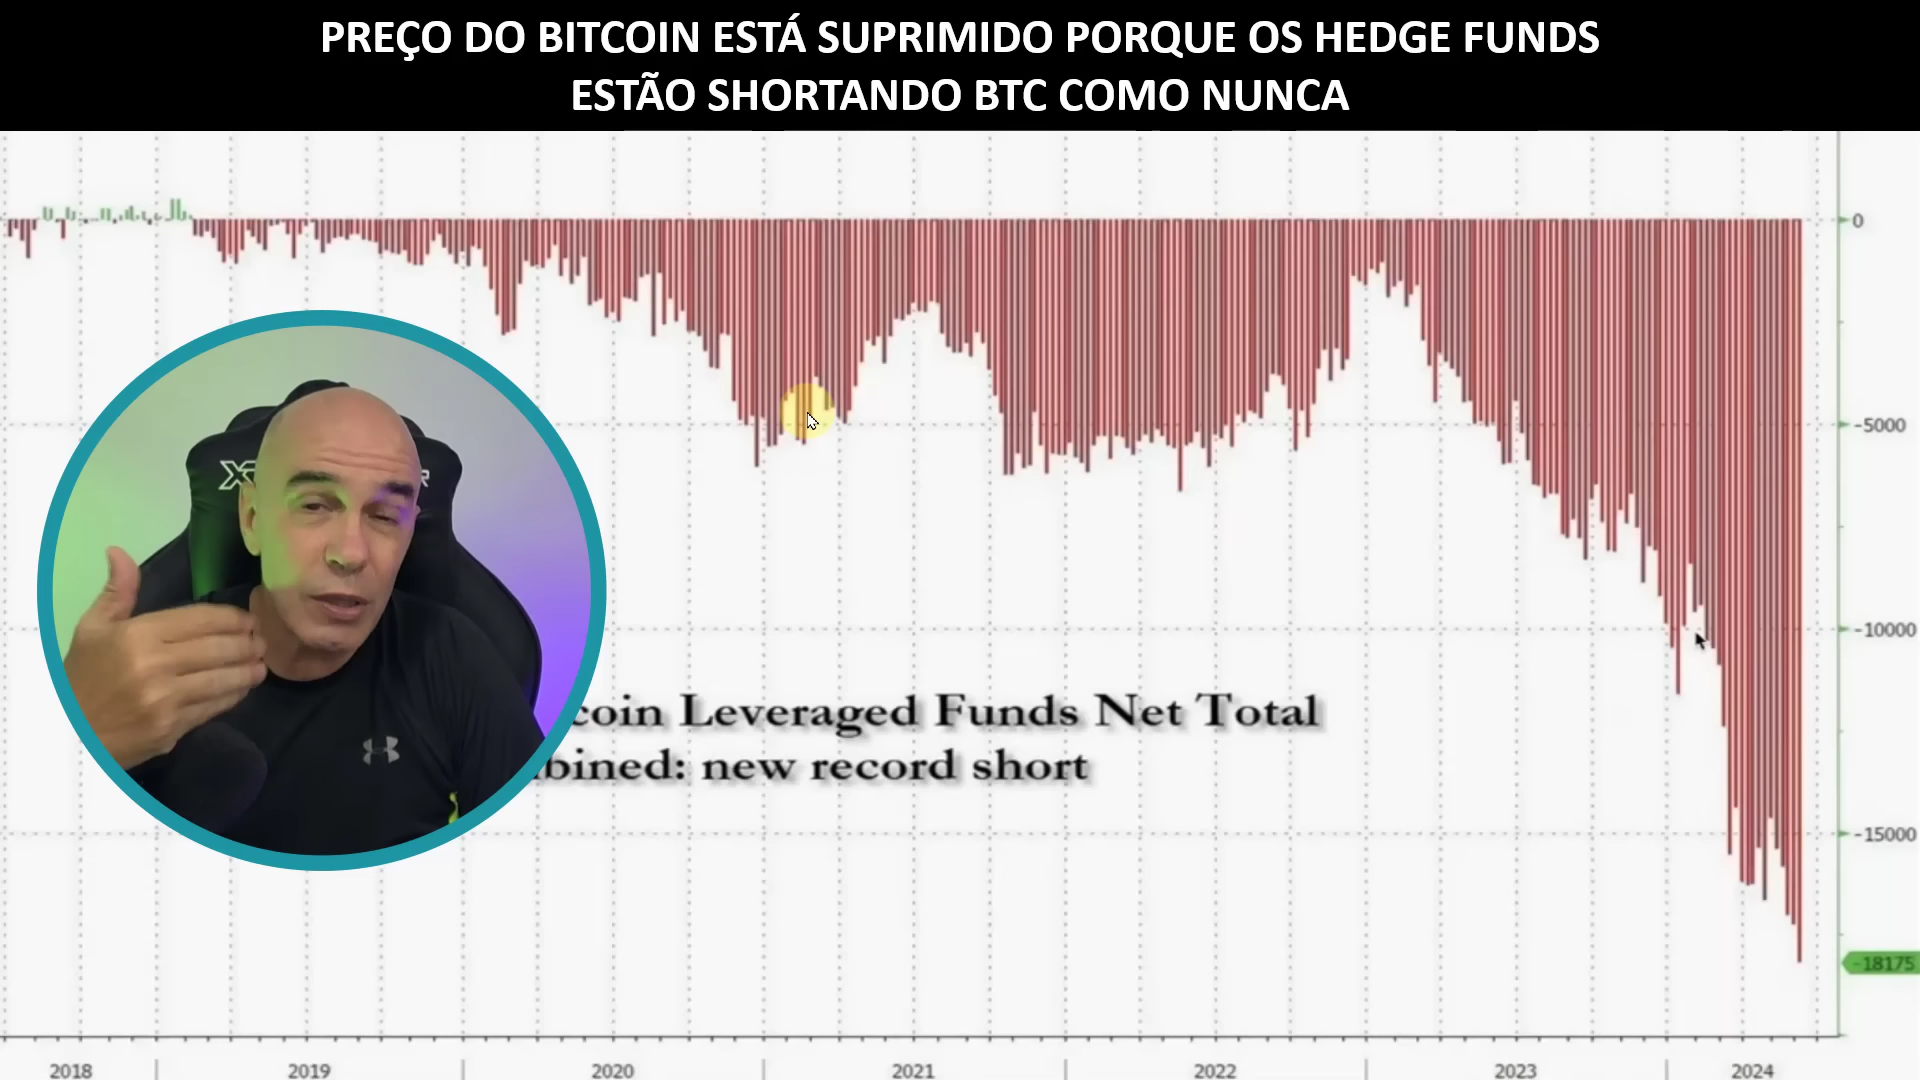 PREÇO DO BITCOIN ESTÁ SUPRIMIDO PORQUE OS HEDGE FUNDS
ESTÃO SHORTANDO BTC COMO NUNCA
0
-5000
-10000
coin Leveraged Funds Net Total
bined: new record short
-15000
-18175
2018 2019 2020 2021 2022 2023 2024